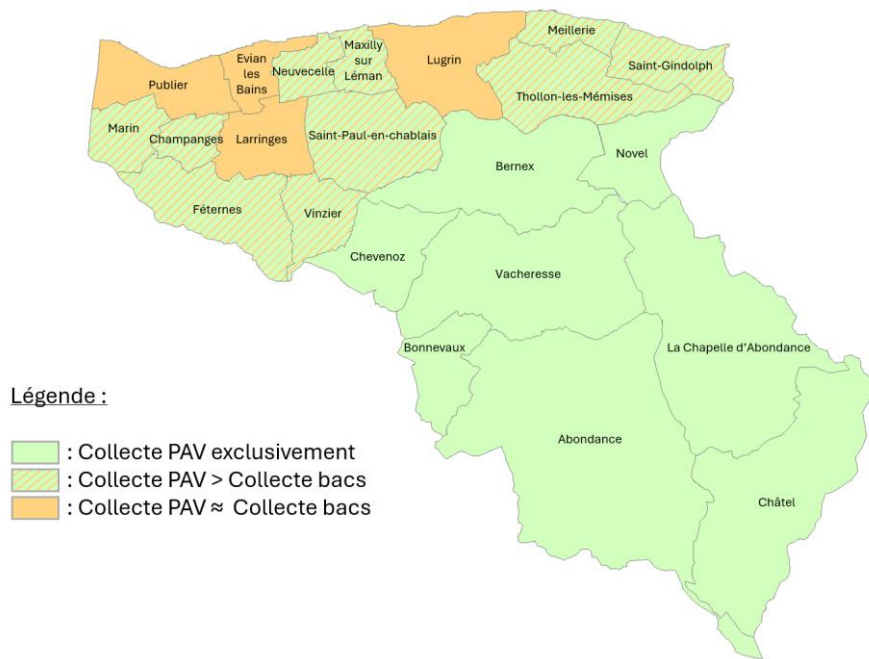 Meillerie
Maxilly
sur
Léman
Evian
les
Bains
Neuvecelle
Lugrin
Saint-Gindolph
Publier
Thollon-les-Mémises
Marin
Champanges
Larringes
Saint-Paul-en-chablais
Bernex
Novel
Féternes
Vinzier
Chevenoz
Vacheresse
Bonnevaux
La Chapelle d'Abondance
Abondance
Châtel
Légende :
: Collecte PAV exclusivement
: Collecte PAV > Collecte bacs
: Collecte PAV ≈ Collecte bacs